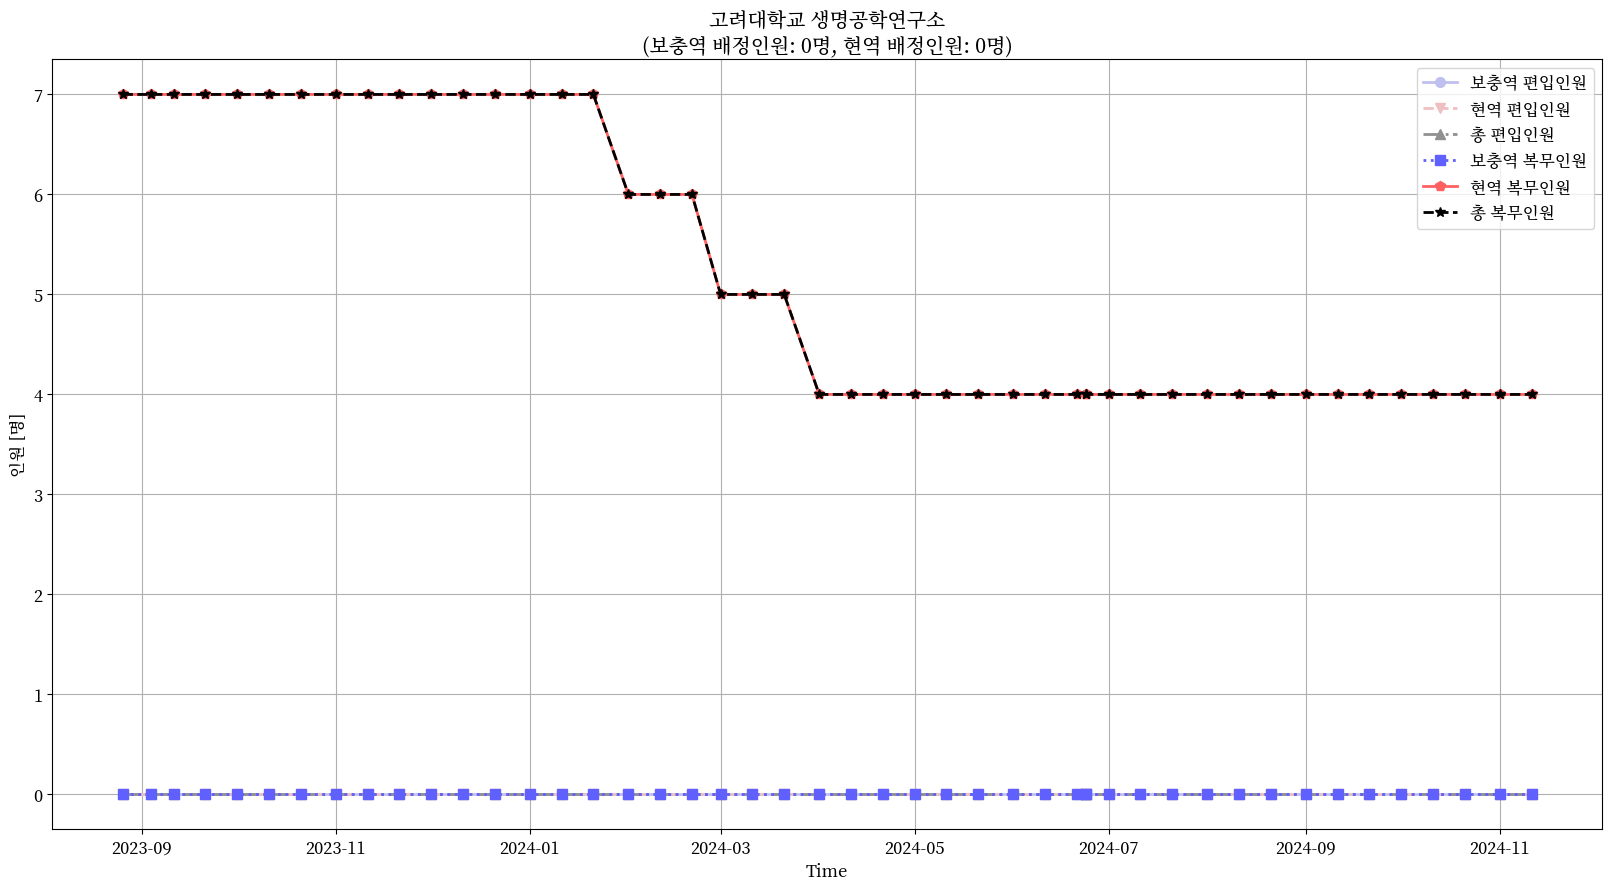 고려대학교 생명공학연구소
(보충역 배정인원: 0명, 현역 배정인원: 0명)
보충역 편입인원
현역 편입인원
총 편입인원
보충역 복무인원
현역 복무인원
총 복무인원
인원 [명]
7
6
5
4
3
2
1
0
2023-09 2023-11 2024-01 2024-03 2024-05 2024-07 2024-09 2024-11
Time